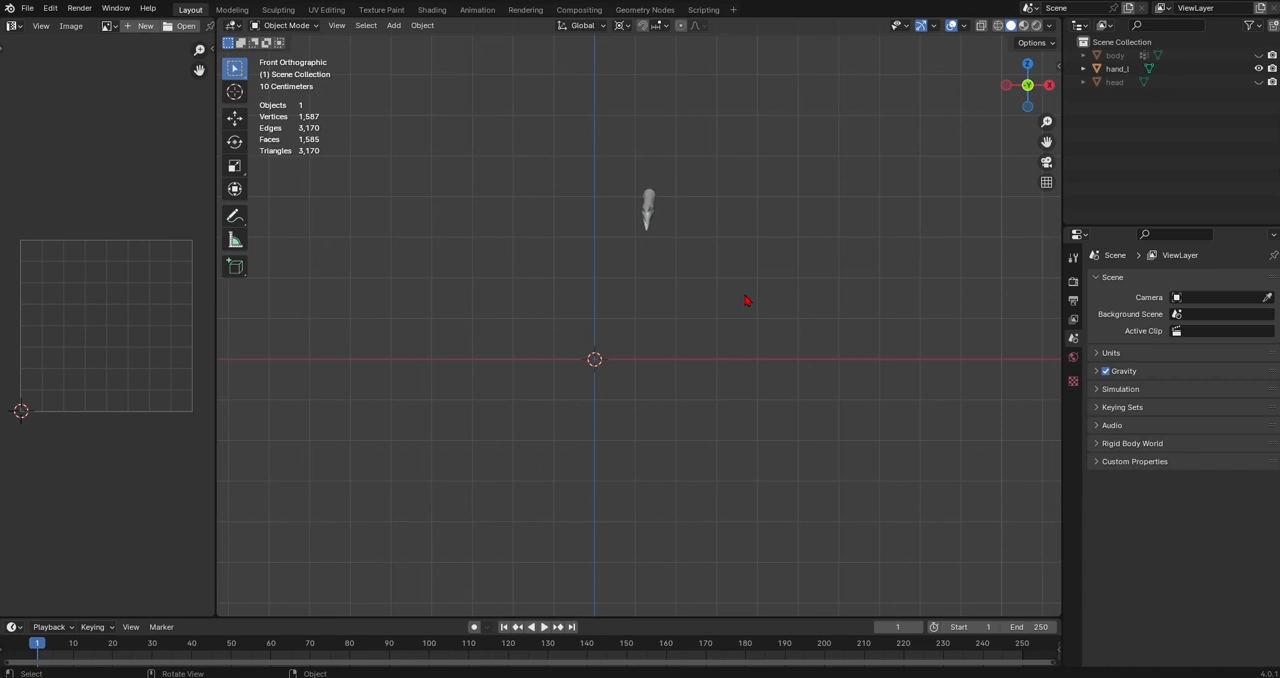 File Edit Render Window Help Layout Modeling Sculpting UV Editing Texture Paint Shading Animation Rendering Compositing Geometry Nodes Scripting Scene ViewLayer
View Image New Open Object Mode View Select Add Object Global
Options
Front Orthographic
(1) Scene Collection
10 Centimeters
Objects 1
Vertices 1,587
Edges 3,170
Faces 1,585
Triangles 3,170
Z
X
Y
Scene Collection
body
hand_l
head
Scene ViewLayer
Scene
Camera
Background Scene
Active Clip
Units
Gravity
Simulation
Keying Sets
Audio
Rigid Body World
Custom Properties
Playback Keying View Marker 1 Start 1 End 250
1 10 20 30 40 50 60 70 80 90 100 110 120 130 140 150 160 170 180 190 200 210 220 230 240 250
Select Rotate View Object 4.0.1